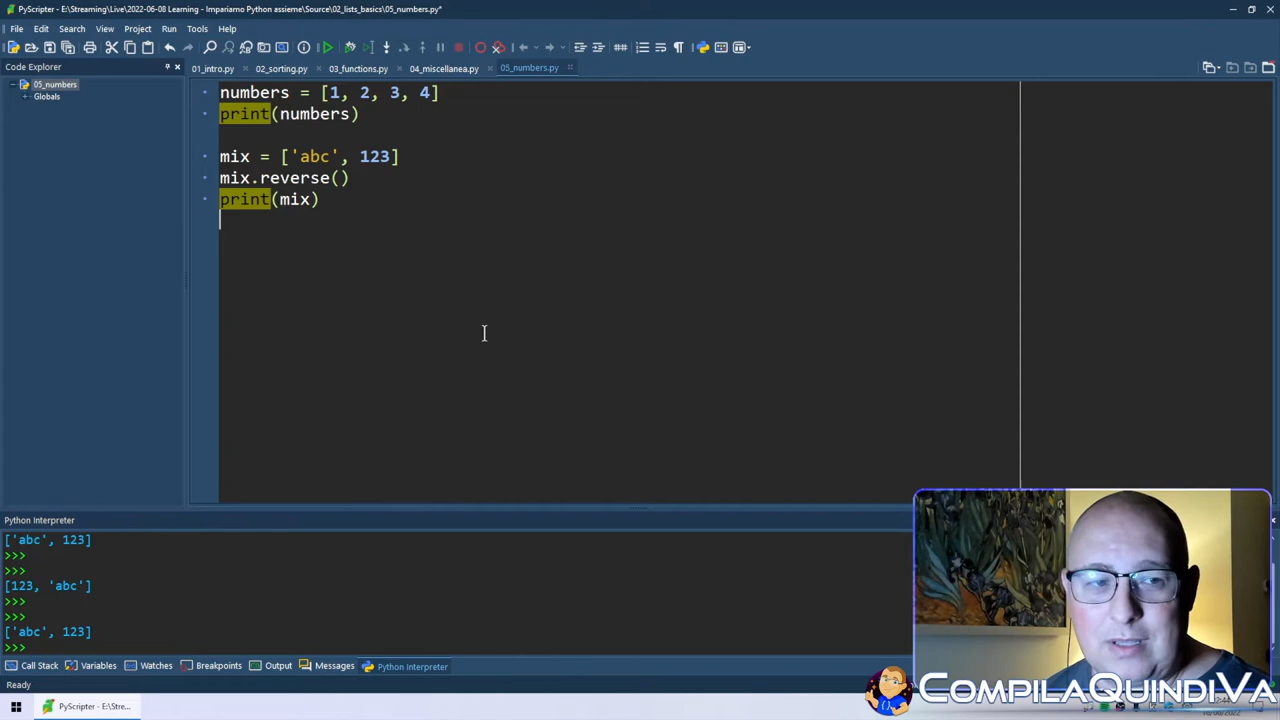 PyScripter - E:\Streaming\Live\2022-06-08 Learning - Impariamo Python assieme\Source\02_lists_basics\05_numbers.py*
File Edit Search View Project Run Tools Help
Code Explorer
01_intro.py 02_sorting.py 03_functions.py 04_miscellanea.py 05_numbers.py
05_numbers
Globals
numbers = [1, 2, 3, 4]
print(numbers)
mix = ['abc', 123]
mix.reverse()
print(mix)
Python Interpreter
['abc', 123]
>>>
>>>
[123, 'abc']
>>>
>>>
['abc', 123]
>>>
Call Stack Variables Watches Breakpoints Output Messages Python Interpreter
Ready
PyScripter - E:\Stre...
COMPILAQUINDIVA